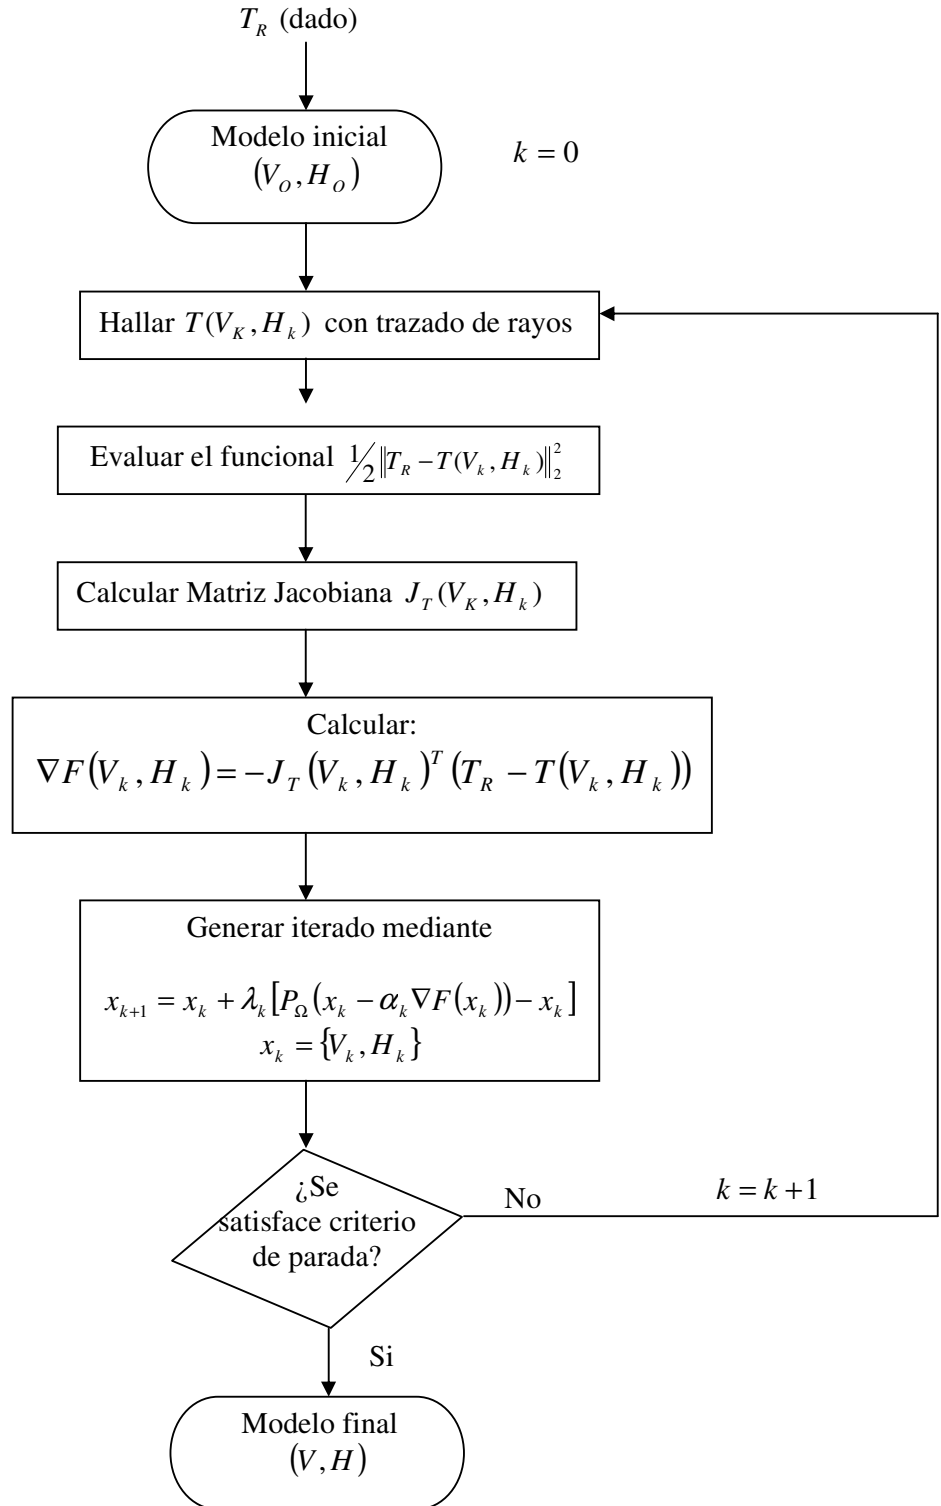 T_R (dado)
Modelo inicial
(V_O, H_O)
k = 0
Hallar T(V_K, H_k) con trazado de rayos
Evaluar el funcional 1/2 ‖T_R − T(V_k, H_k)‖_2^2
Calcular Matriz Jacobiana J_T(V_K, H_k)
Calcular:
∇F(V_k, H_k) = −J_T(V_k, H_k)^T (T_R − T(V_k, H_k))
Generar iterado mediante
x_{k+1} = x_k + λ_k[P_Ω(x_k − α_k∇F(x_k)) − x_k]
x_k = {V_k, H_k}
¿Se
satisface criterio
de parada?
No
k = k + 1
Si
Modelo final
(V, H)